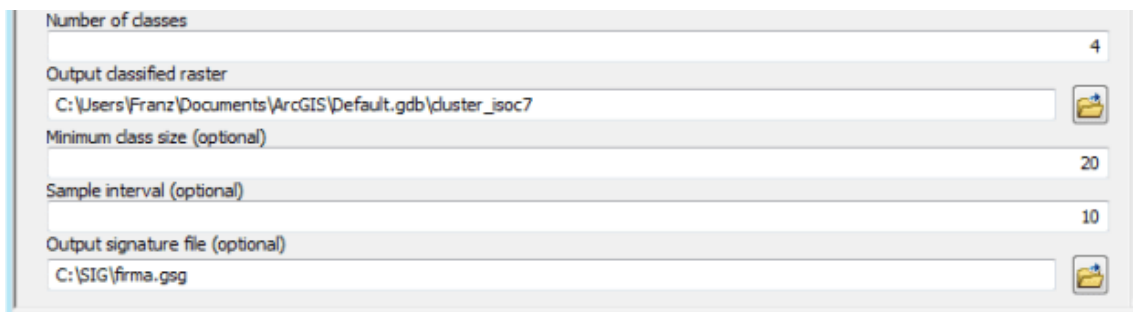 Number of classes
4
Output classified raster
C:\Users\Franz\Documents\ArcGIS\Default.gdb\cluster_isoc7
Minimum class size (optional)
20
Sample interval (optional)
10
Output signature file (optional)
C:\SIG\firma.gsg